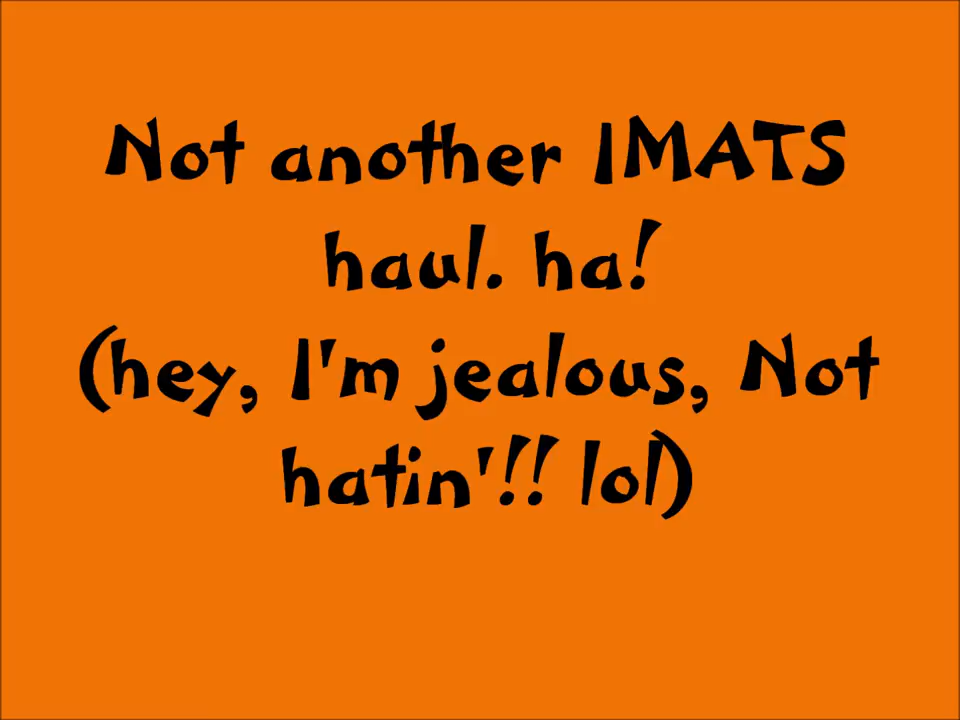 Not another IMATS
haul. ha!
(hey, I'm jealous, Not
hatin'!! lol)